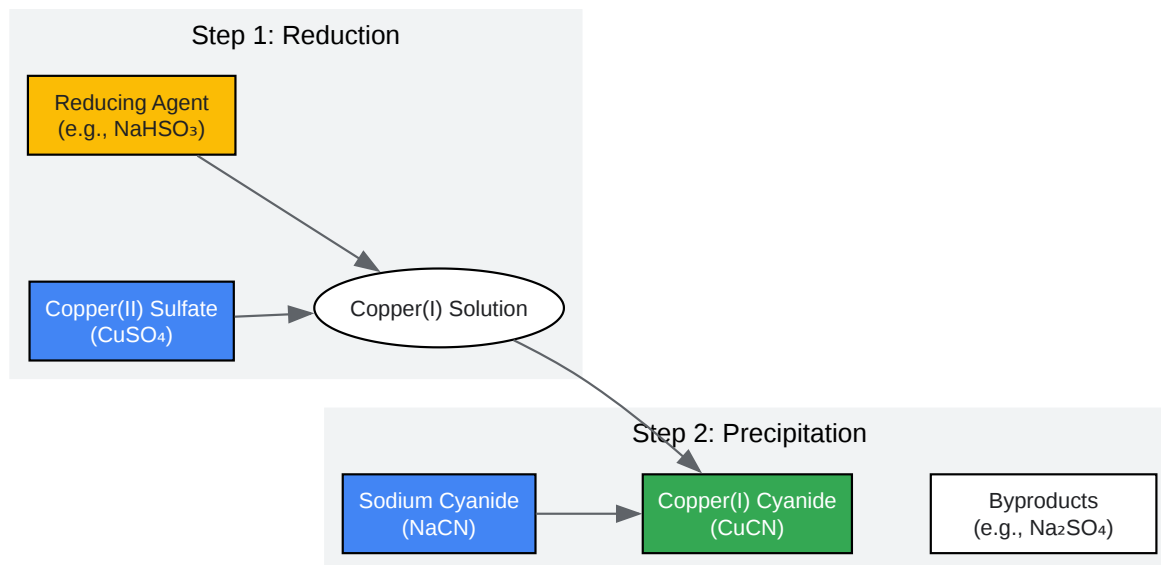 Step 1: Reduction
Reducing Agent
(e.g., NaHSO₃)
Copper(II) Sulfate
(CuSO₄)
Copper(I) Solution
Step 2: Precipitation
Sodium Cyanide
(NaCN)
Copper(I) Cyanide
(CuCN)
Byproducts
(e.g., Na₂SO₄)